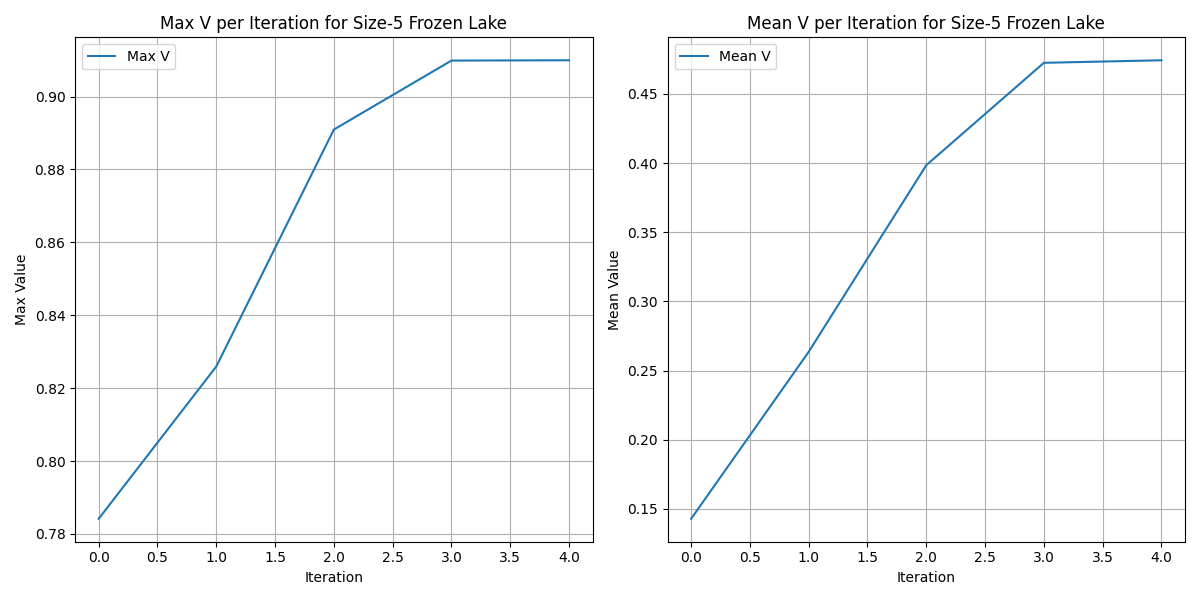 Max V per Iteration for Size-5 Frozen Lake
Max V
Max Value
0.90
0.88
0.86
0.84
0.82
0.80
0.78
0.0 0.5 1.0 1.5 2.0 2.5 3.0 3.5 4.0
Iteration
Mean V per Iteration for Size-5 Frozen Lake
Mean V
Mean Value
0.45
0.40
0.35
0.30
0.25
0.20
0.15
0.0 0.5 1.0 1.5 2.0 2.5 3.0 3.5 4.0
Iteration